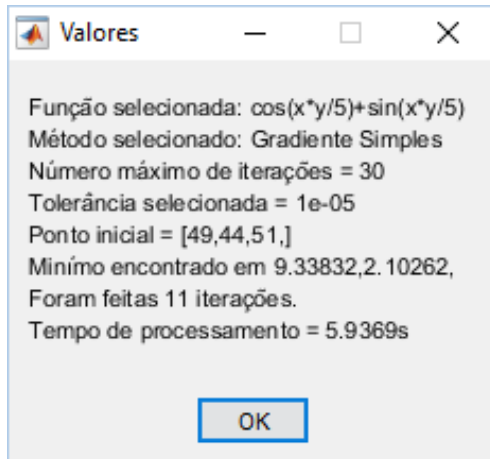 Valores
Função selecionada: cos(x*y/5)+sin(x*y/5)
Método selecionado: Gradiente Simples
Número máximo de iterações = 30
Tolerância selecionada = 1e-05
Ponto inicial = [49,44,51,]
Minímo encontrado em 9.33832,2.10262,
Foram feitas 11 iterações.
Tempo de processamento = 5.9369s
OK